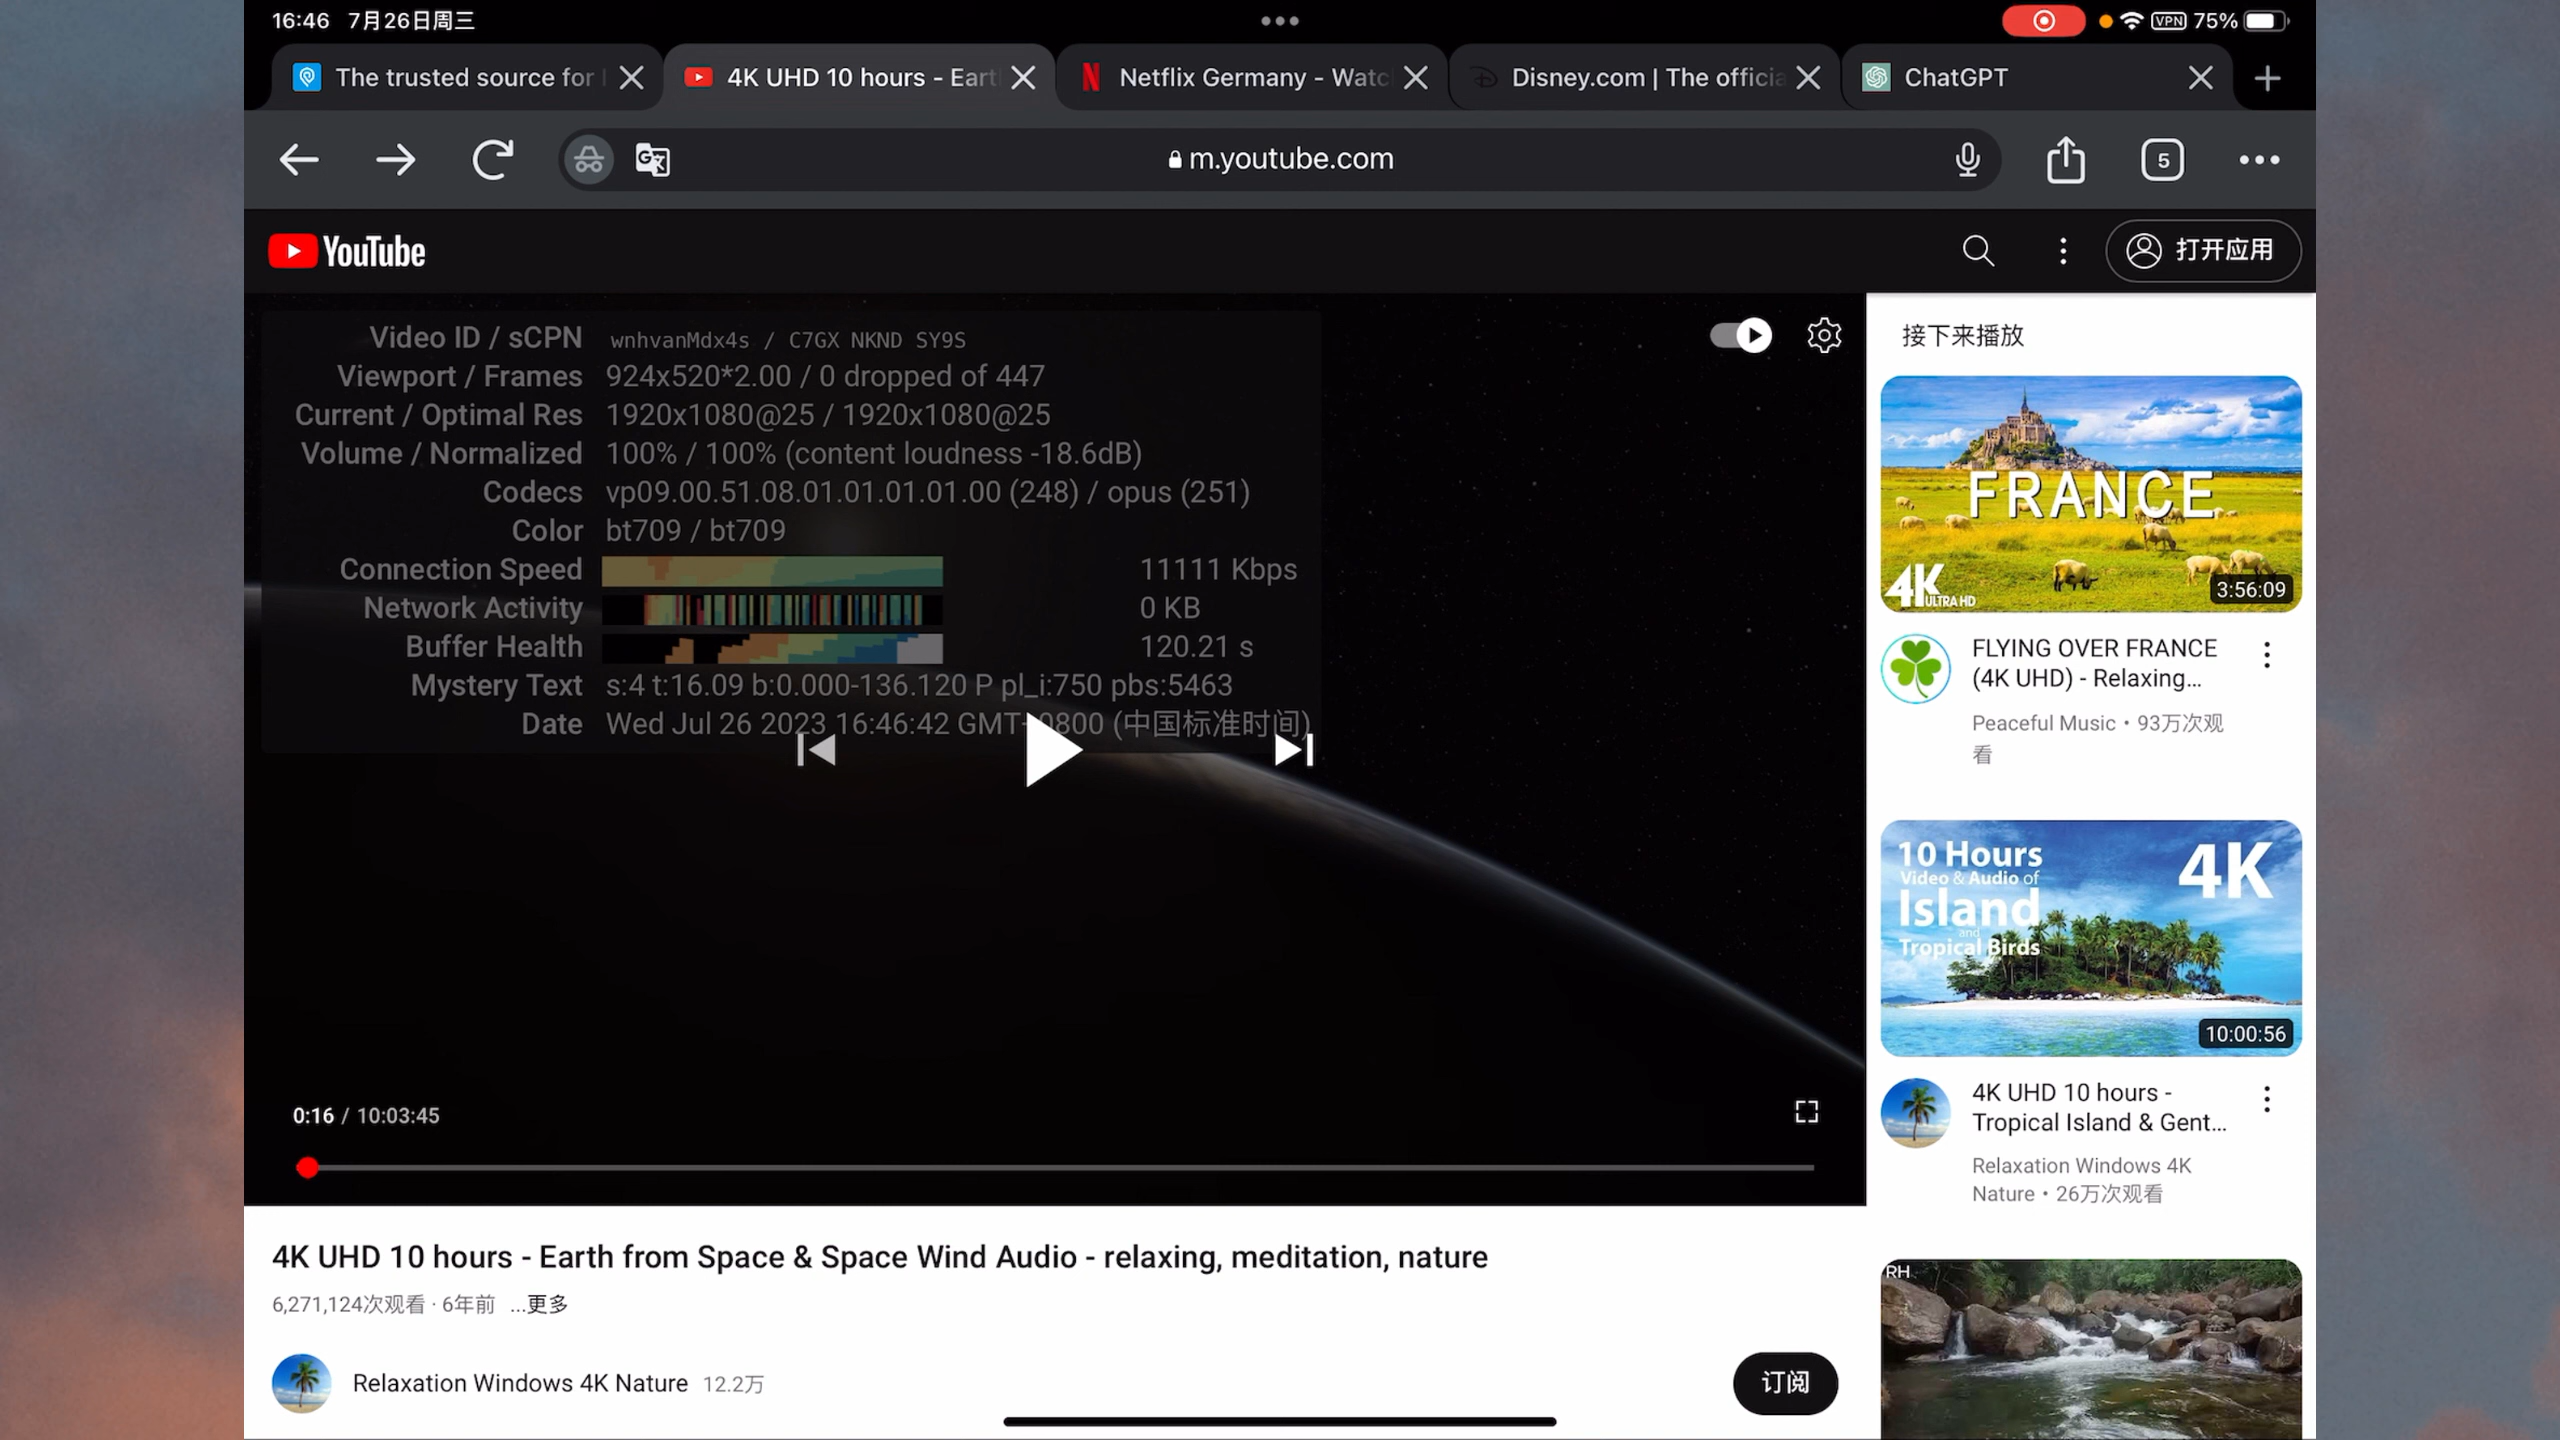 16:46 7月26日周三
VPN 75%
The trusted source for
4K UHD 10 hours - Eart
Netflix Germany - Watc
Disney.com | The officia
ChatGPT
m.youtube.com
5
YouTube
打开应用
Video ID / sCPN wnhvanMdx4s / C7GX NKND SY9S
Viewport / Frames 924x520*2.00 / 0 dropped of 447
Current / Optimal Res 1920x1080@25 / 1920x1080@25
Volume / Normalized 100% / 100% (content loudness -18.6dB)
Codecs vp09.00.51.08.01.01.01.01.00 (248) / opus (251)
Color bt709 / bt709
Connection Speed 11111 Kbps
Network Activity 0 KB
Buffer Health 120.21 s
Mystery Text s:4 t:16.09 b:0.000-136.120 P pl_i:750 pbs:5463
Date Wed Jul 26 2023 16:46:42 GMT+0800 (中国标准时间)
0:16 / 10:03:45
4K UHD 10 hours - Earth from Space & Space Wind Audio - relaxing, meditation, nature
6,271,124次观看 · 6年前 ...更多
Relaxation Windows 4K Nature 12.2万
订阅
接下来播放
FRANCE
4K ULTRA HD
3:56:09
FLYING OVER FRANCE
(4K UHD) - Relaxing...
Peaceful Music • 93万次观
看
10 Hours
Video & Audio of
Island
and
Tropical Birds
4K
10:00:56
4K UHD 10 hours -
Tropical Island & Gent...
Relaxation Windows 4K
Nature • 26万次观看
RH